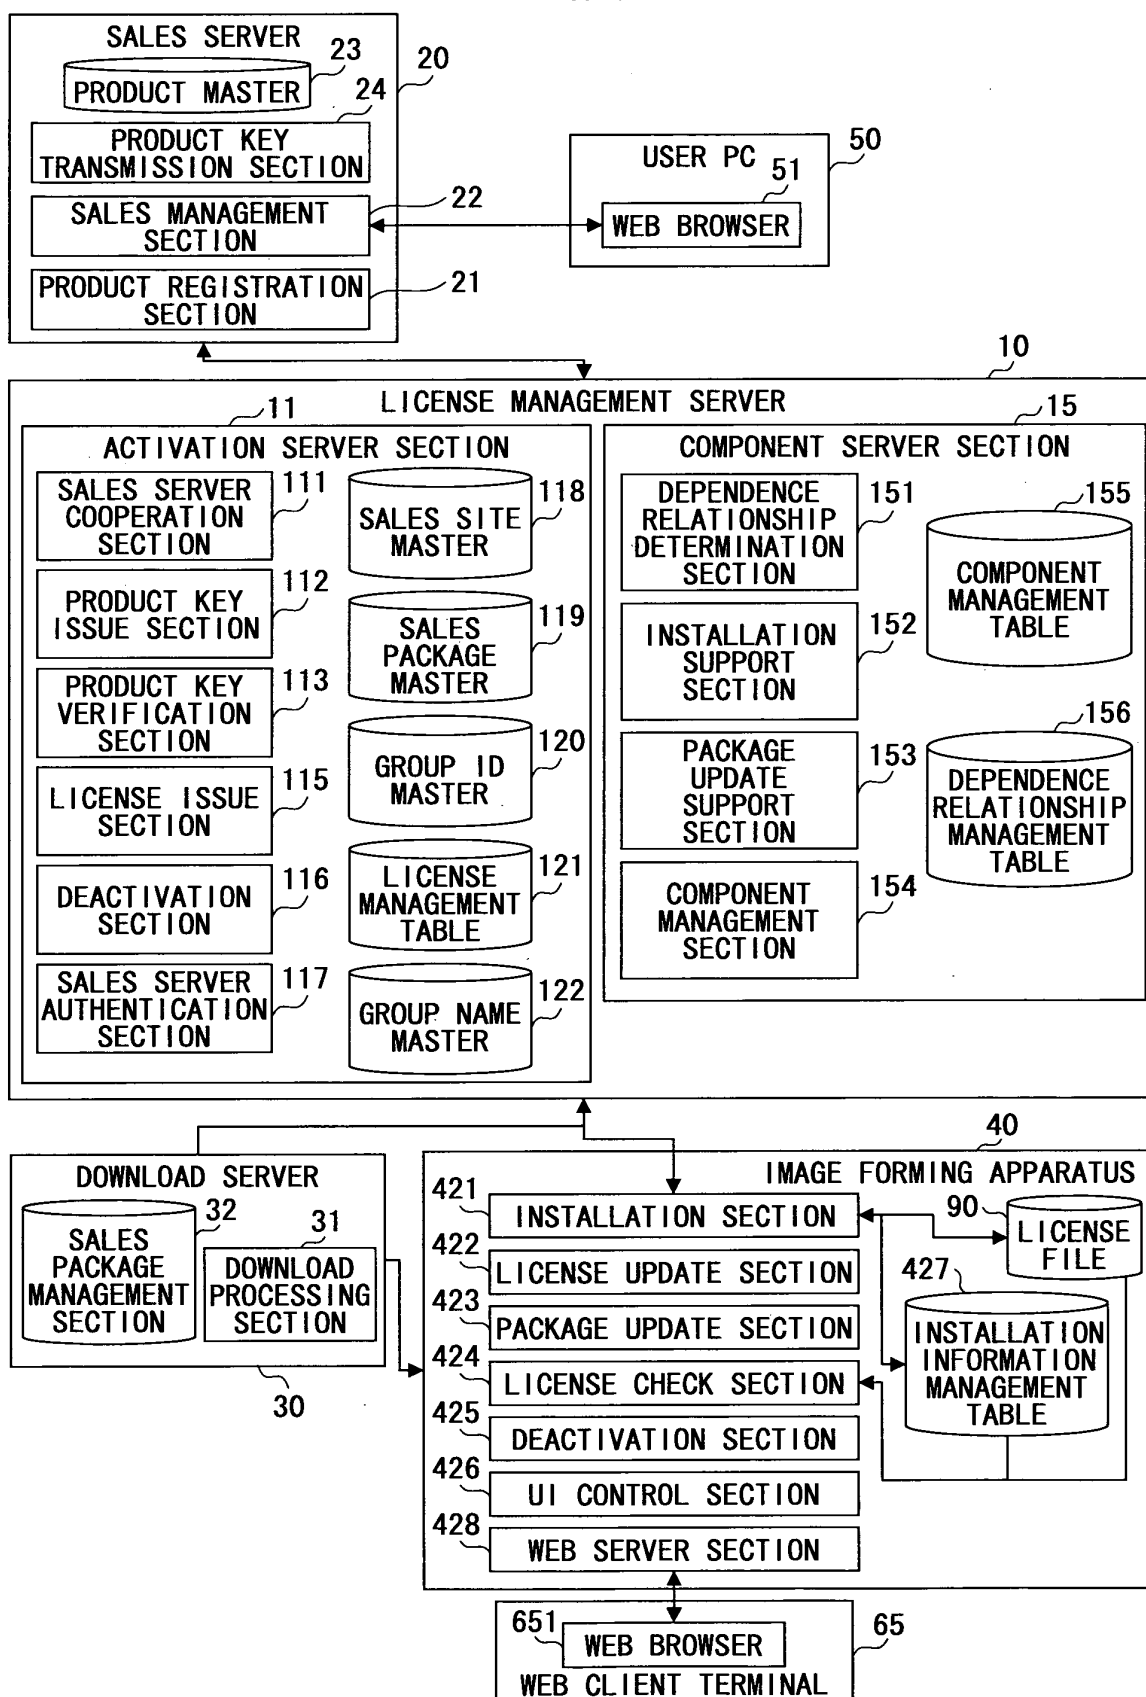 SALES SERVER
23
20
PRODUCT MASTER
24
PRODUCT KEY
TRANSMISSION SECTION
22
SALES MANAGEMENT
SECTION
21
PRODUCT REGISTRATION
SECTION
USER PC
50
51
WEB BROWSER
10
LICENSE MANAGEMENT SERVER
11
ACTIVATION SERVER SECTION
SALES SERVER
COOPERATION
SECTION
111
PRODUCT KEY
ISSUE SECTION
112
PRODUCT KEY
VERIFICATION
SECTION
113
LICENSE ISSUE
SECTION
115
DEACTIVATION
SECTION
116
SALES SERVER
AUTHENTICATION
SECTION
117
SALES SITE
MASTER
118
SALES
PACKAGE
MASTER
119
GROUP ID
MASTER
120
LICENSE
MANAGEMENT
TABLE
121
GROUP NAME
MASTER
122
15
COMPONENT SERVER SECTION
DEPENDENCE
RELATIONSHIP
DETERMINATION
SECTION
151
INSTALLATION
SUPPORT
SECTION
152
PACKAGE
UPDATE
SUPPORT
SECTION
153
COMPONENT
MANAGEMENT
SECTION
154
155
COMPONENT
MANAGEMENT
TABLE
156
DEPENDENCE
RELATIONSHIP
MANAGEMENT
TABLE
DOWNLOAD SERVER
32
SALES
PACKAGE
MANAGEMENT
SECTION
31
DOWNLOAD
PROCESSING
SECTION
30
40
IMAGE FORMING APPARATUS
421
INSTALLATION SECTION
422
LICENSE UPDATE SECTION
423
PACKAGE UPDATE SECTION
424
LICENSE CHECK SECTION
425
DEACTIVATION SECTION
426
UI CONTROL SECTION
428
WEB SERVER SECTION
90
LICENSE
FILE
427
INSTALLATION
INFORMATION
MANAGEMENT
TABLE
651
WEB BROWSER
65
WEB CLIENT TERMINAL